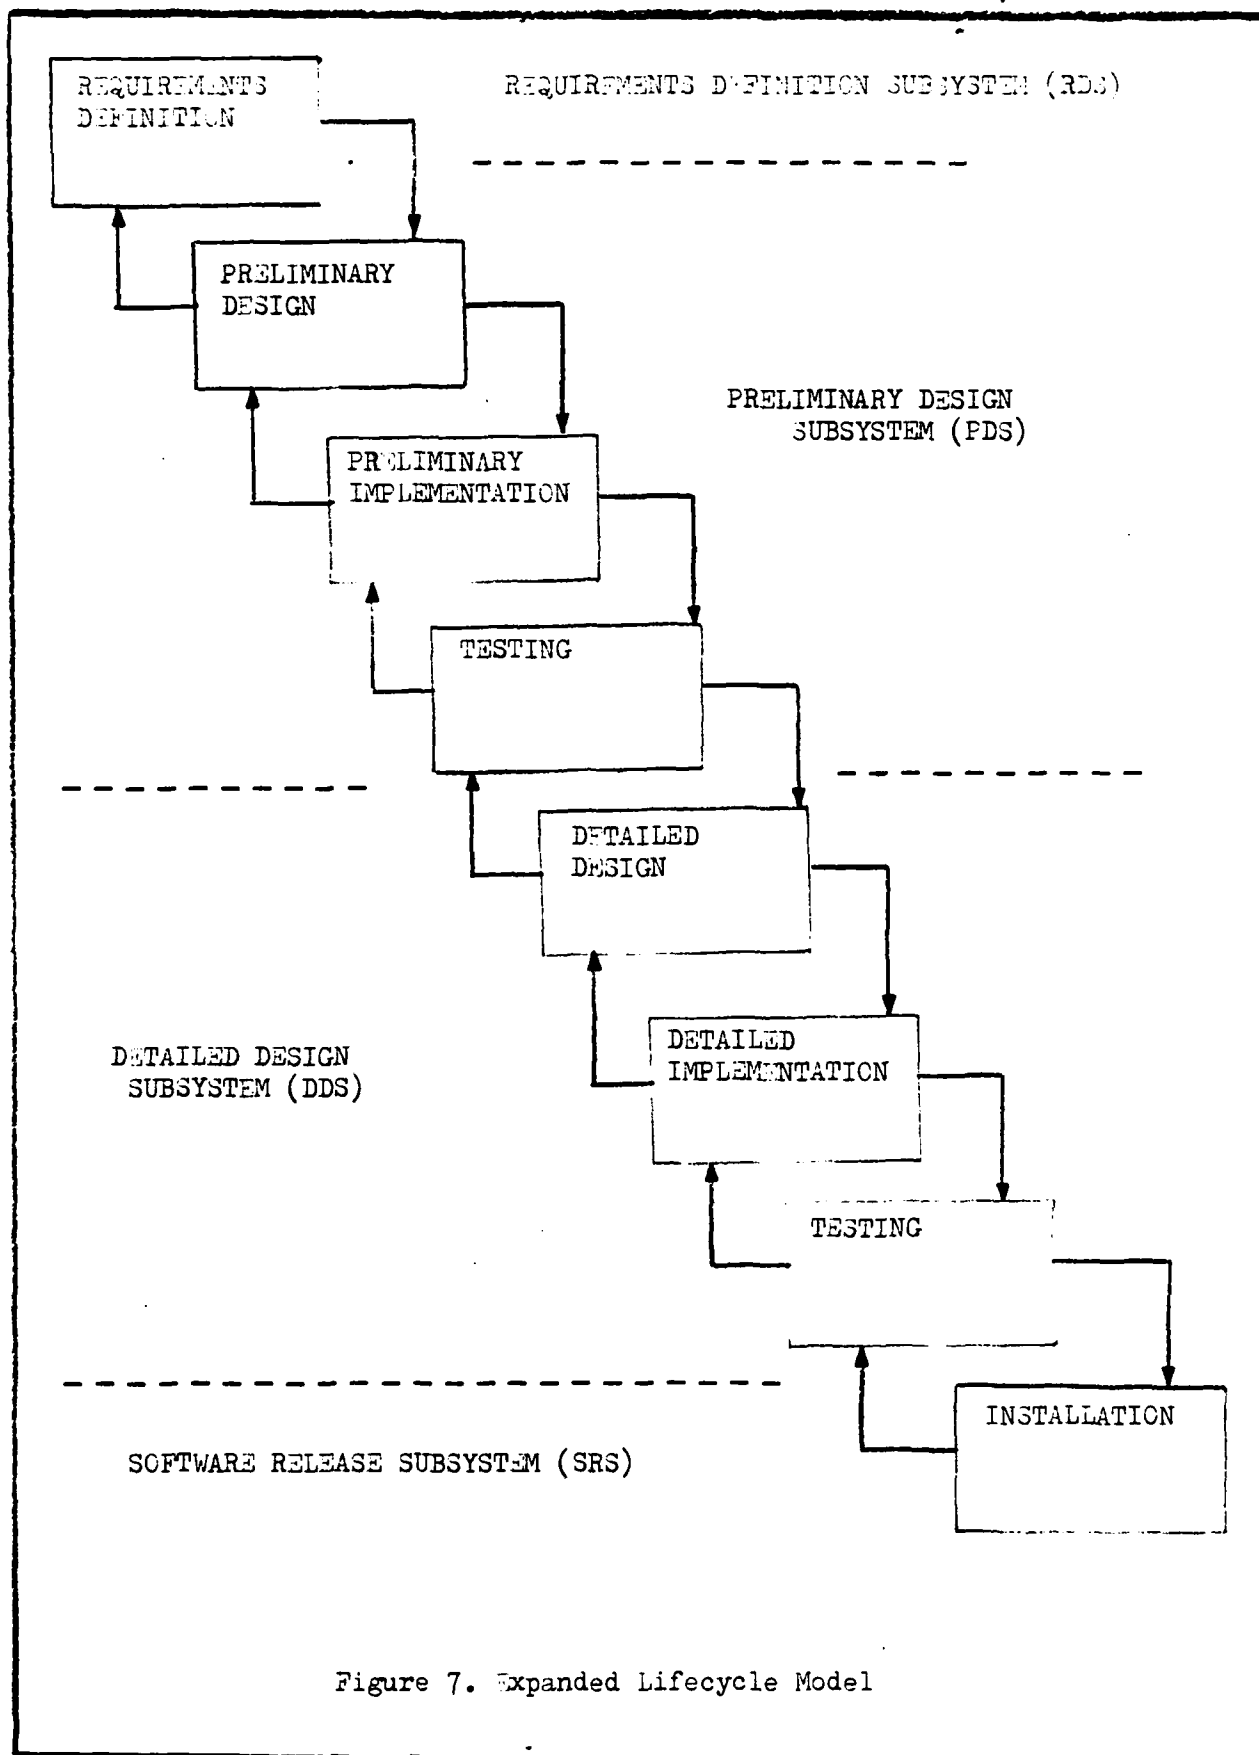 REQUIREMENTS
DEFINITION
REQUIREMENTS DEFINITION SUBSYSTEM (RDS)
PRELIMINARY
DESIGN
PRELIMINARY DESIGN
SUBSYSTEM (PDS)
PRELIMINARY
IMPLEMENTATION
TESTING
DETAILED
DESIGN
DETAILED DESIGN
SUBSYSTEM (DDS)
DETAILED
IMPLEMENTATION
TESTING
INSTALLATION
SOFTWARE RELEASE SUBSYSTEM (SRS)
Figure 7. Expanded Lifecycle Model